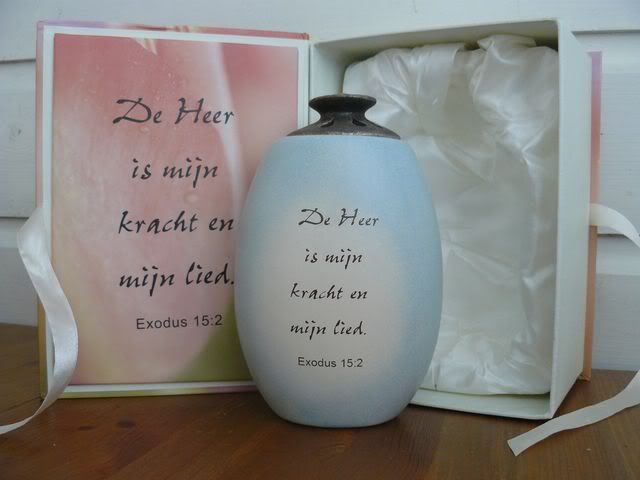 De Heer
is mijn
kracht en
mijn lied.
Exodus 15:2
De Heer
is mijn
kracht en
mijn lied.
Exodus 15:2